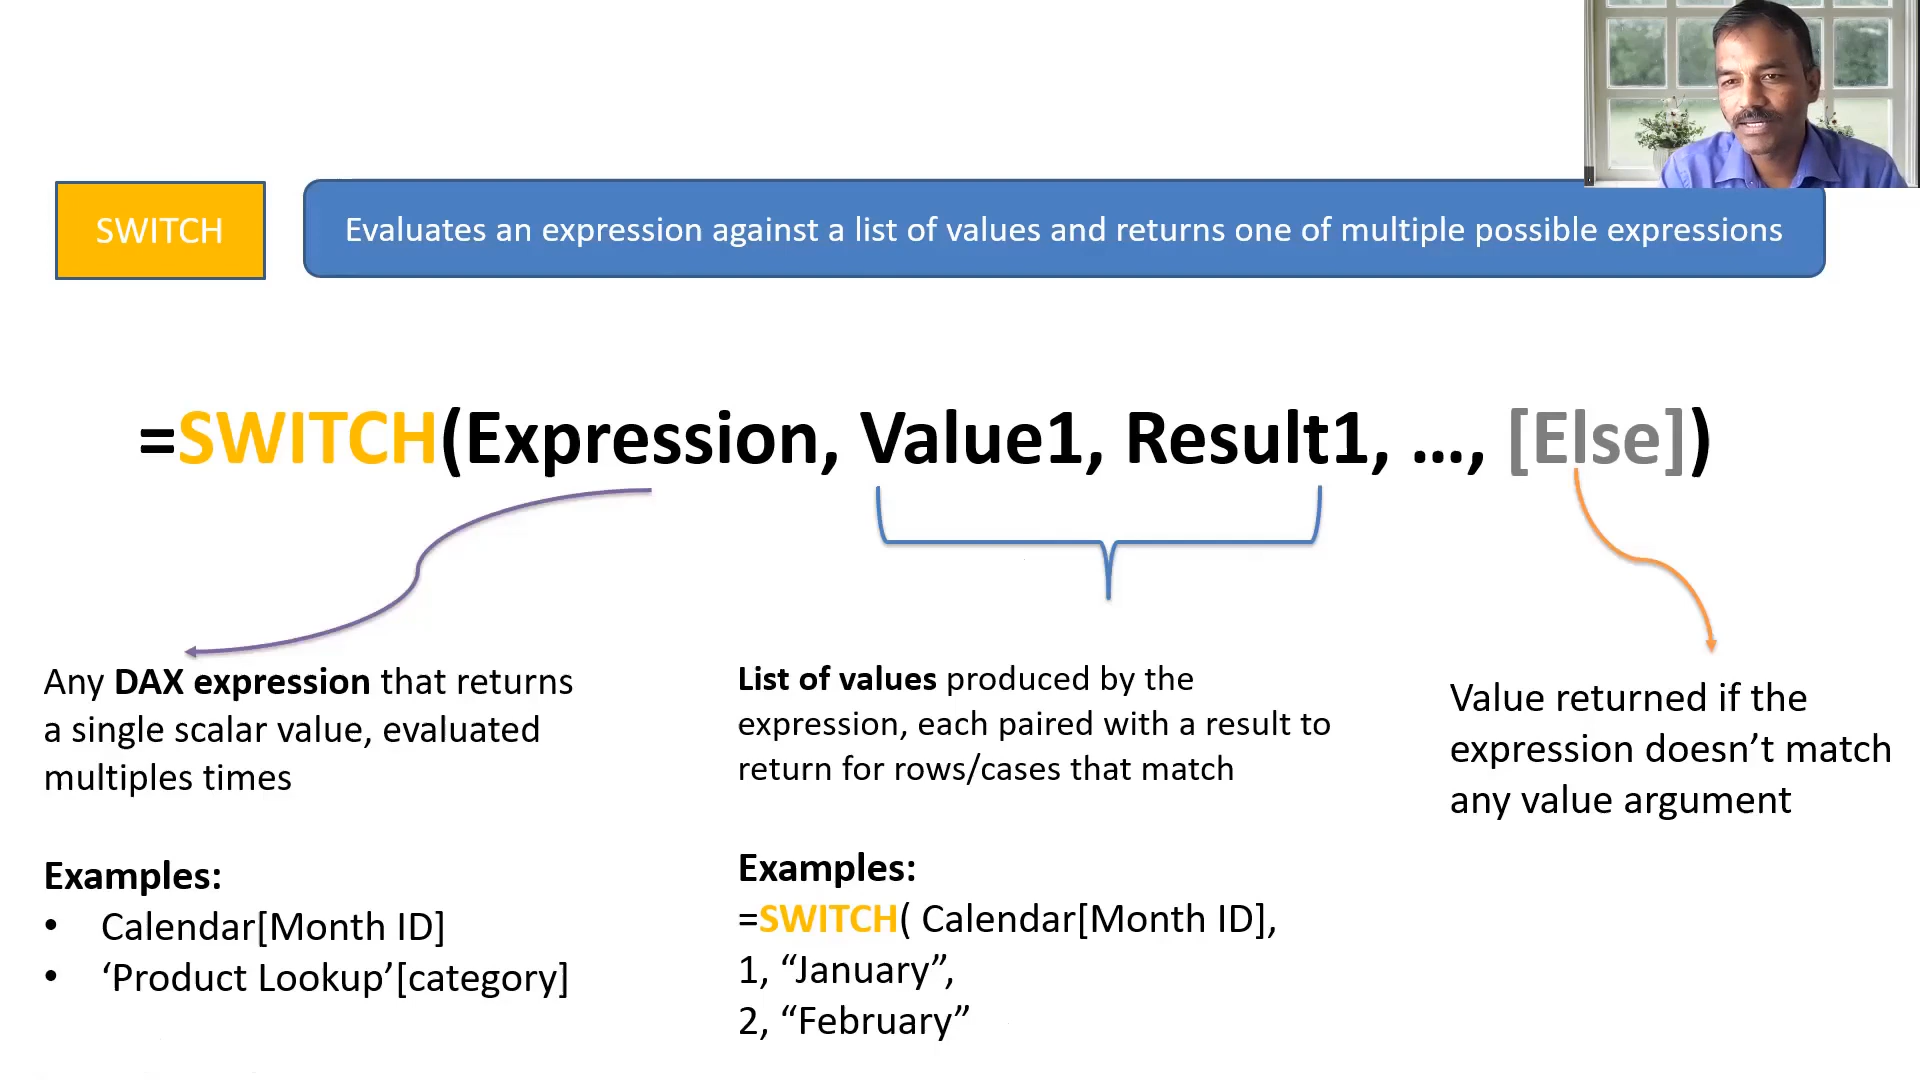 SWITCH
Evaluates an expression against a list of values and returns one of multiple possible expressions
=SWITCH(Expression, Value1, Result1, …, [Else])
Any DAX expression that returns
a single scalar value, evaluated
multiples times
Examples:
• Calendar[Month ID]
• ‘Product Lookup’[category]
List of values produced by the
expression, each paired with a result to
return for rows/cases that match
Examples:
=SWITCH( Calendar[Month ID],
1, “January”,
2, “February”
Value returned if the
expression doesn’t match
any value argument